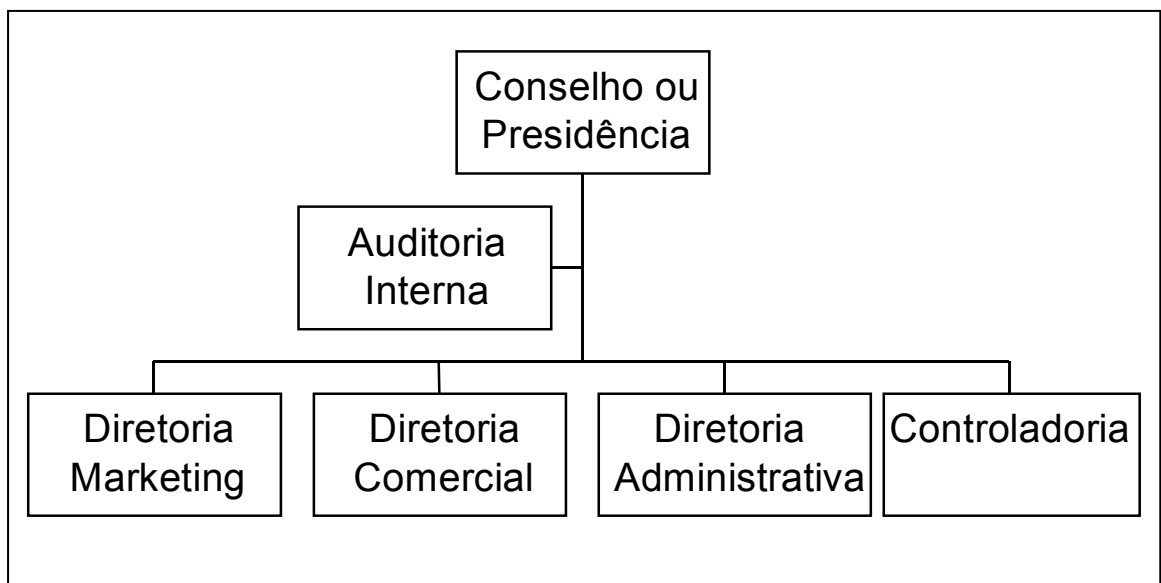 Conselho ou
Presidência
Auditoria
Interna
Diretoria
Marketing
Diretoria
Comercial
Diretoria
Administrativa
Controladoria